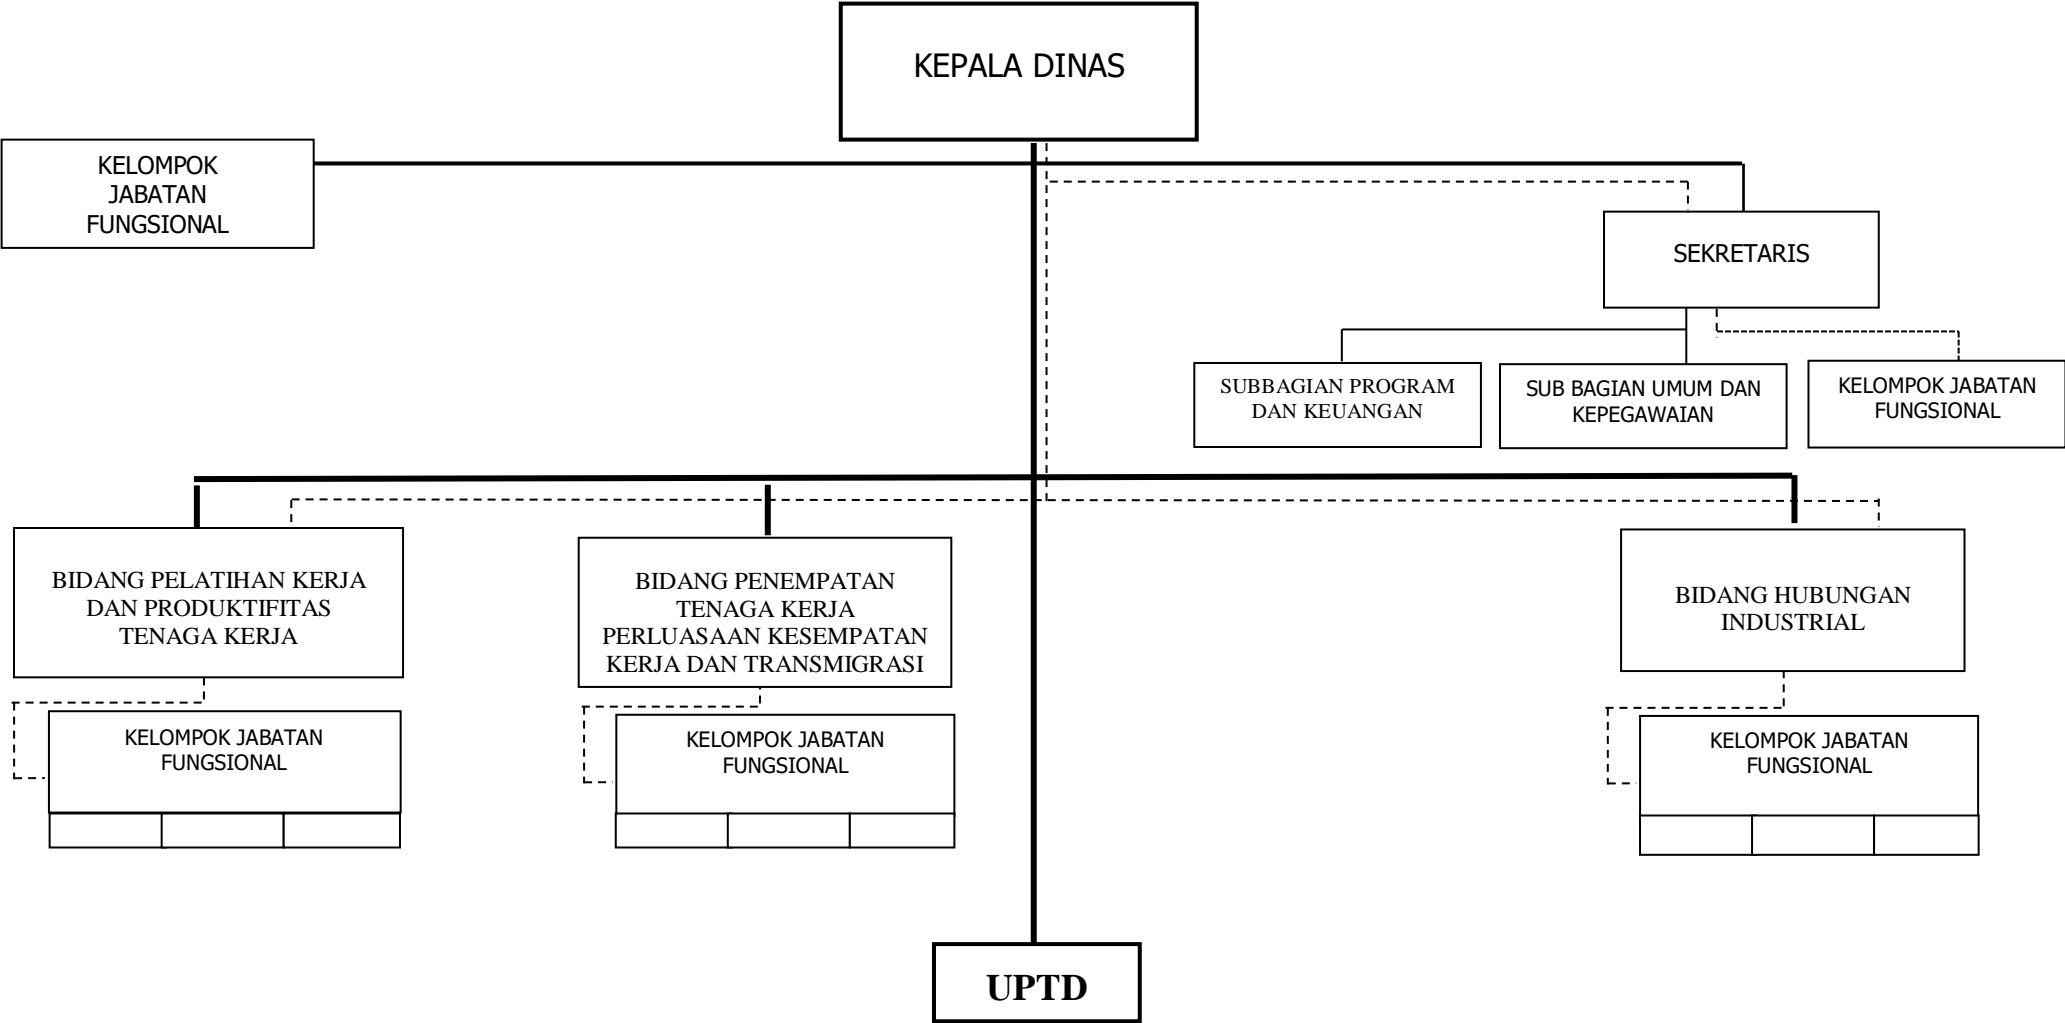 KEPALA DINAS
KELOMPOK
JABATAN
FUNGSIONAL
SEKRETARIS
SUBBAGIAN PROGRAM
DAN KEUANGAN
SUB BAGIAN UMUM DAN
KEPEGAWAIAN
KELOMPOK JABATAN
FUNGSIONAL
BIDANG PELATIHAN KERJA
DAN PRODUKTIFITAS
TENAGA KERJA
BIDANG PENEMPATAN
TENAGA KERJA
PERLUASAAN KESEMPATAN
KERJA DAN TRANSMIGRASI
BIDANG HUBUNGAN
INDUSTRIAL
KELOMPOK JABATAN
FUNGSIONAL
KELOMPOK JABATAN
FUNGSIONAL
KELOMPOK JABATAN
FUNGSIONAL
UPTD